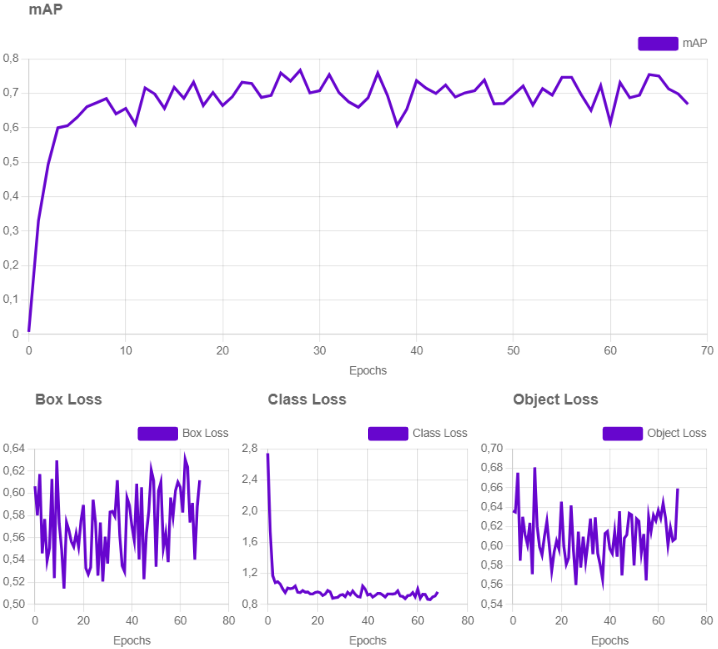 mAP
mAP
0,8
0,7
0,6
0,5
0,4
0,3
0,2
0,1
0
0 10 20 30 40 50 60 70
Epochs
Box Loss
Box Loss
0,64
0,62
0,60
0,58
0,56
0,54
0,52
0,50
0 20 40 60 80
Epochs
Class Loss
Class Loss
2,8
2,4
2,0
1,6
1,2
0,8
0 20 40 60 80
Epochs
Object Loss
Object Loss
0,70
0,68
0,66
0,64
0,62
0,60
0,58
0,56
0,54
0 20 40 60 80
Epochs